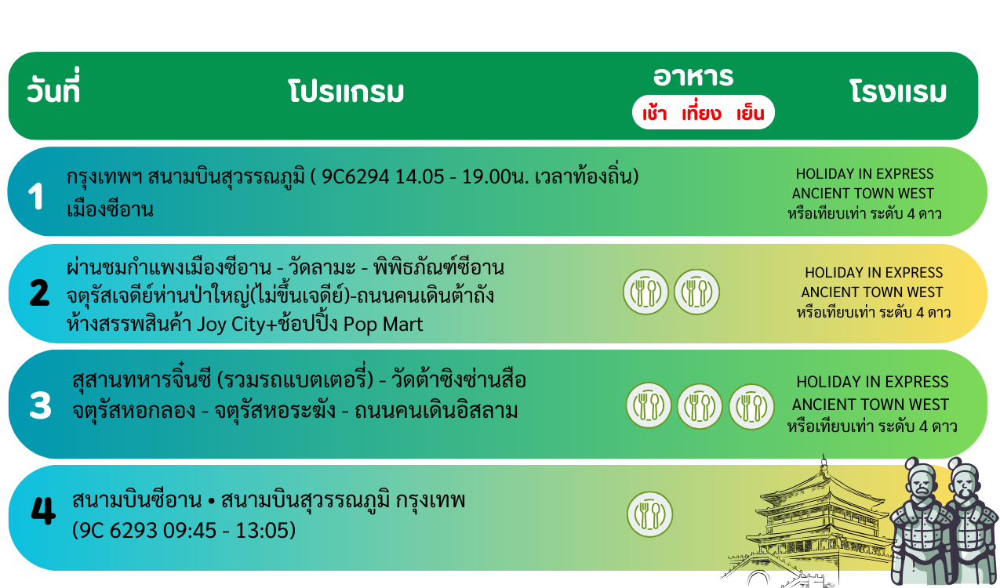 วันที่ โปรแกรม อาหาร โรงแรม
เช้า เที่ยง เย็น
1
กรุงเทพฯ สนามบินสุวรรณภูมิ ( 9C6294 14.05 - 19.00น. เวลาท้องถิ่น)
เมืองซีอาน
HOLIDAY IN EXPRESS
ANCIENT TOWN WEST
หรือเทียบเท่า ระดับ 4 ดาว
2
ผ่านชมกำแพงเมืองซีอาน - วัดลามะ - พิพิธภัณฑ์ซีอาน
จตุรัสเจดีย์ห่านป่าใหญ่(ไม่ขึ้นเจดีย์)-ถนนคนเดินต้าถัง
ห้างสรรพสินค้า Joy City+ช้อปปิ้ง Pop Mart
HOLIDAY IN EXPRESS
ANCIENT TOWN WEST
หรือเทียบเท่า ระดับ 4 ดาว
3
สุสานทหารจิ๋นซี (รวมรถแบตเตอรี่) - วัดต้าซิงซ่านสือ
จตุรัสหอกลอง - จตุรัสหอระฆัง - ถนนคนเดินอิสลาม
HOLIDAY IN EXPRESS
ANCIENT TOWN WEST
หรือเทียบเท่า ระดับ 4 ดาว
4
สนามบินซีอาน • สนามบินสุวรรณภูมิ กรุงเทพ
(9C 6293 09:45 - 13:05)